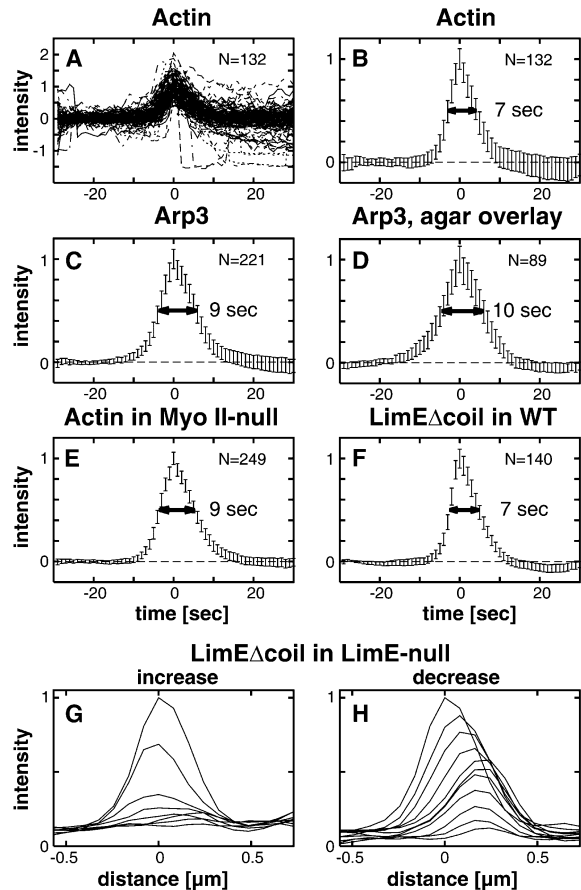 Actin
Actin
A
N=132
B
N=132
7 sec
intensity
2
1
0
-1
1
0
-20
0
20
-20
0
20
Arp3
Arp3, agar overlay
C
N=221
D
N=89
9 sec
10 sec
intensity
1
0
1
0
-20
0
20
-20
0
20
Actin in Myo II-null
LimEΔcoil in WT
E
N=249
F
N=140
9 sec
7 sec
intensity
1
0
1
0
-20
0
20
-20
0
20
time [sec]
time [sec]
LimEΔcoil in LimE-null
increase
decrease
G
H
intensity
1
0
1
0
-0.5
0
0.5
-0.5
0
0.5
distance [μm]
distance [μm]